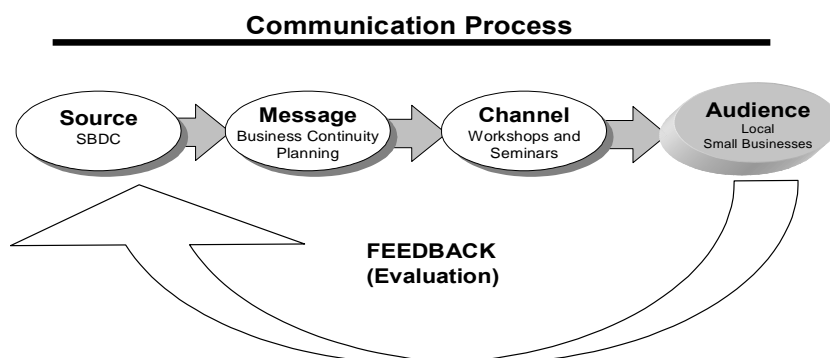 Communication Process
Source
SBDC
Message
Business Continuity
Planning
Channel
Workshops and
Seminars
Audience
Local
Small Businesses
FEEDBACK
(Evaluation)